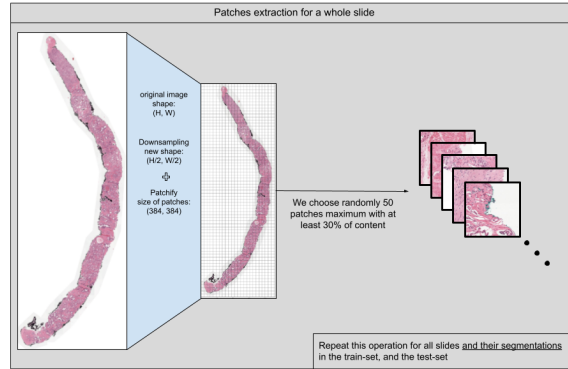 Patches extraction for a whole slide
original image
shape:
(H, W)
Downsampling
new shape:
(H/2, W/2)
Patchify
size of patches:
(384, 384)
We choose randomly 50
patches maximum with at
least 30% of content
Repeat this operation for all slides and their segmentations
in the train-set, and the test-set